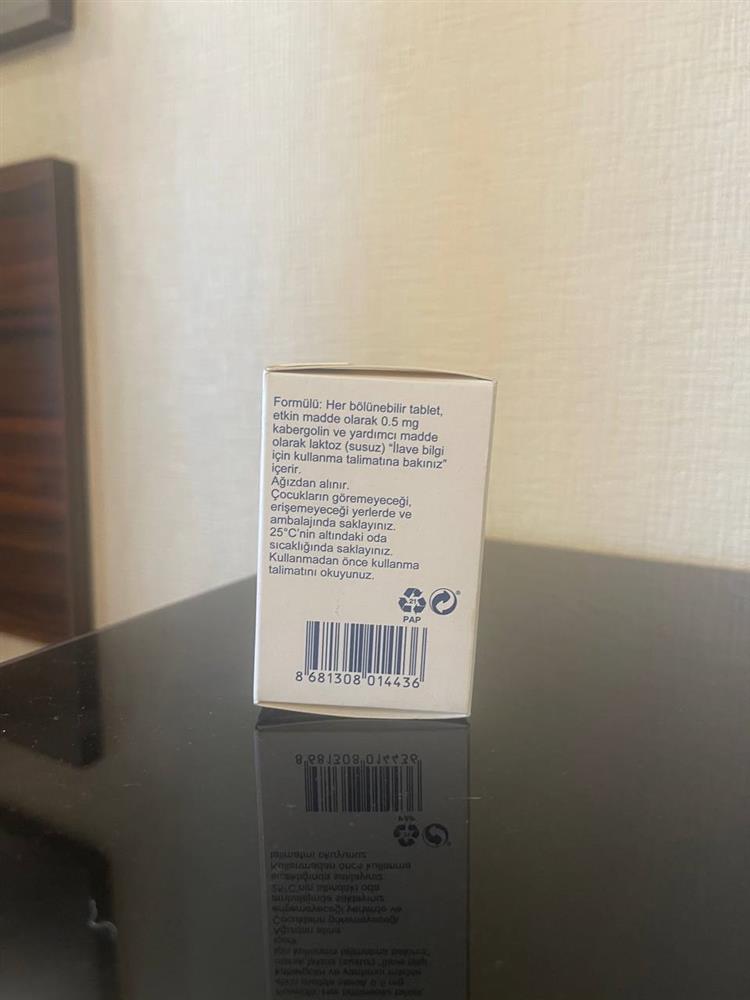 Formülü: Her bölünebilir tablet,
etkin madde olarak 0.5 mg
kabergolin ve yardımcı madde
olarak laktoz (susuz) "İlave bilgi
için kullanma talimatına bakınız"
içerir.
Ağızdan alınır.
Çocukların göremeyeceği,
erişemeyeceği yerlerde ve
ambalajında saklayınız.
25°C'nin altındaki oda
sıcaklığında saklayınız.
Kullanmadan önce kullanma
talimatını okuyunuz.
21
PAP
8 681308 014436